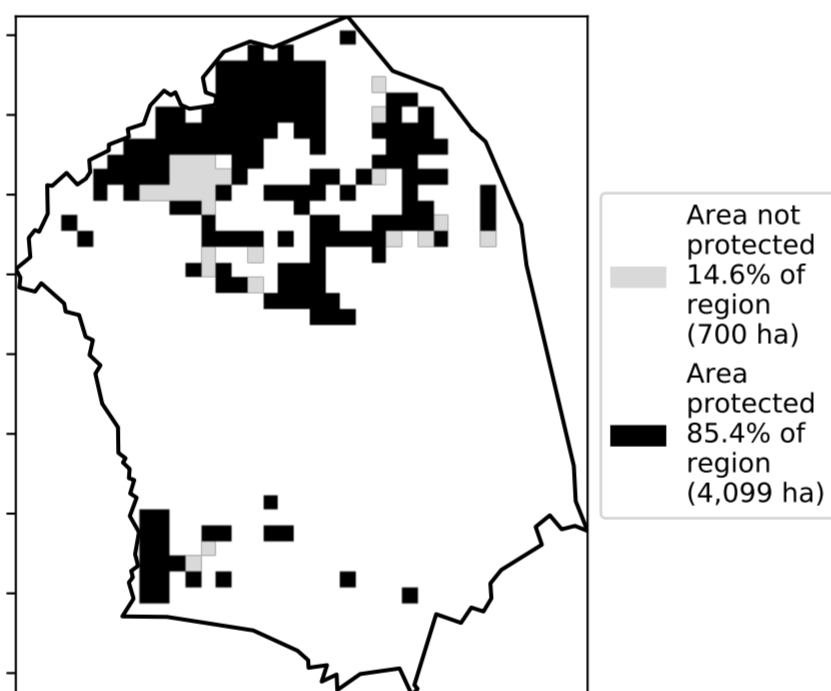 Area not
protected
14.6% of
region
(700 ha)
Area
protected
85.4% of
region
(4,099 ha)